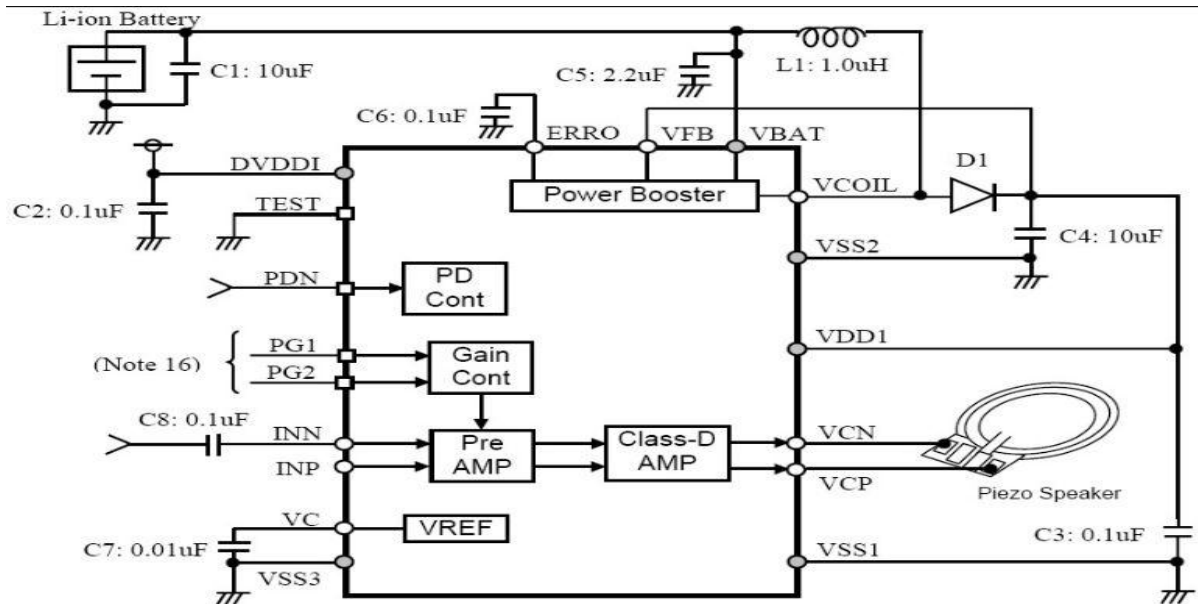 Li-ion Battery
C1: 10uF
C5: 2.2uF
L1: 1.0uH
C6: 0.1uF
ERRO
VFB
VBAT
DVDDI
D1
Power Booster
VCOIL
C2: 0.1uF
TEST
C4: 10uF
VSS2
PDN
PD
Cont
VDD1
(Note 16)
PG1
PG2
Gain
Cont
C8: 0.1uF
INN
INP
Pre
AMP
Class-D
AMP
VCN
VCP
Piezo Speaker
VC
VREF
C7: 0.01uF
VSS3
VSS1
C3: 0.1uF